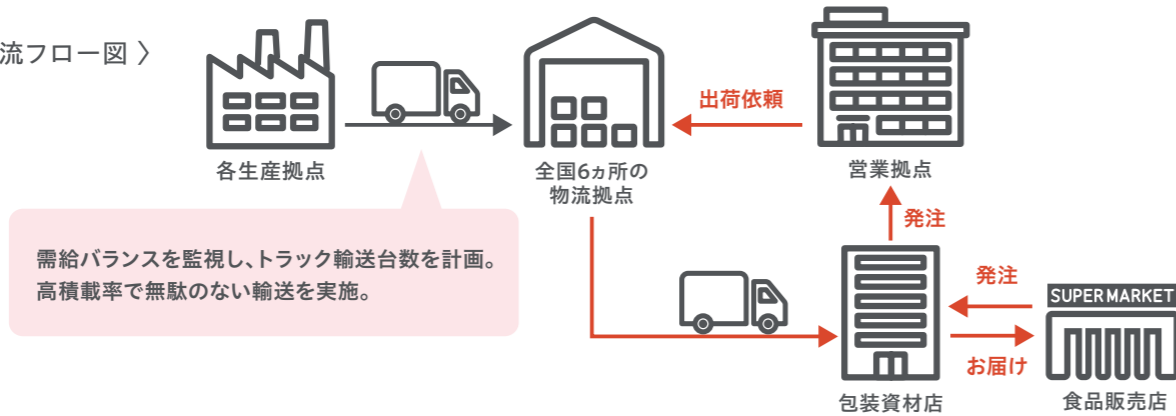 流フロー図 〉
出荷依頼
各生産拠点
全国6ヵ所の
物流拠点
営業拠点
発注
需給バランスを監視し、トラック輸送台数を計画。
高積載率で無駄のない輸送を実施。
発注
SUPER MARKET
お届け
包装資材店
食品販売店